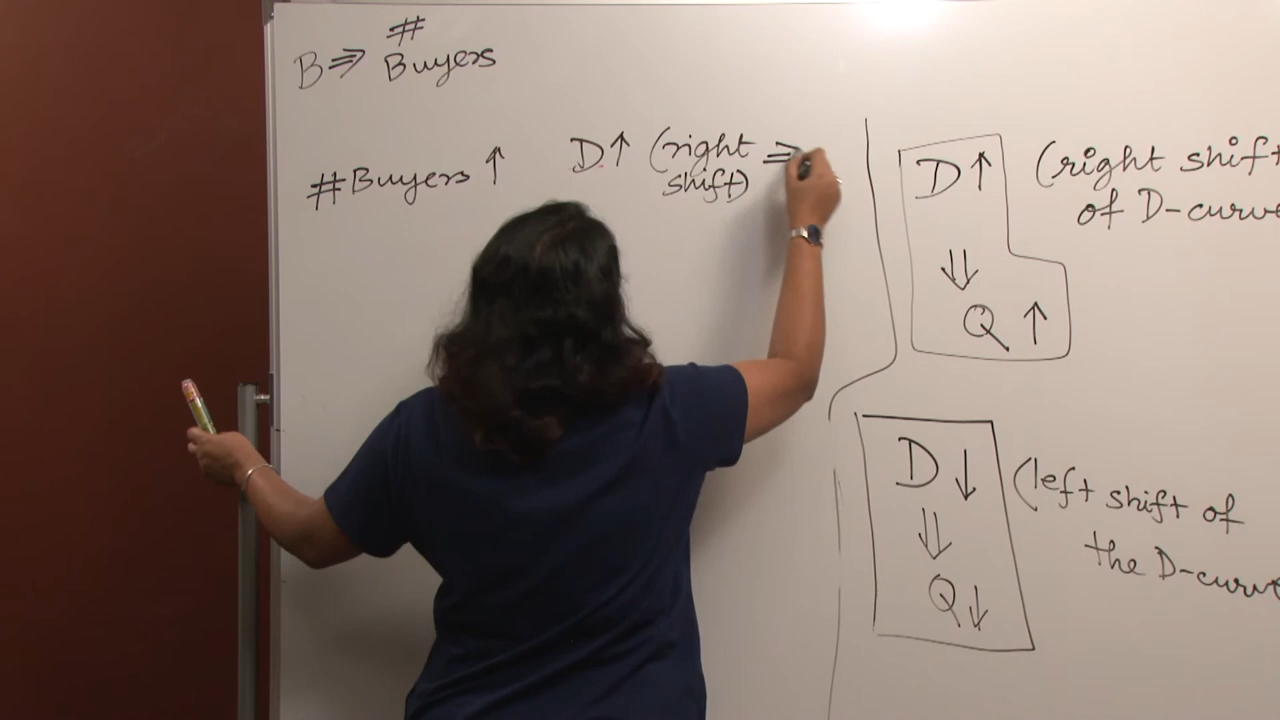 #
B ⇒ Buyers
#Buyers ↑ D↑ (right ⇒
shift)
D↑ (right shift
of D-curve
⇓
Q ↑
D ↓ (left shift of
the D-curve
⇓
Q↓